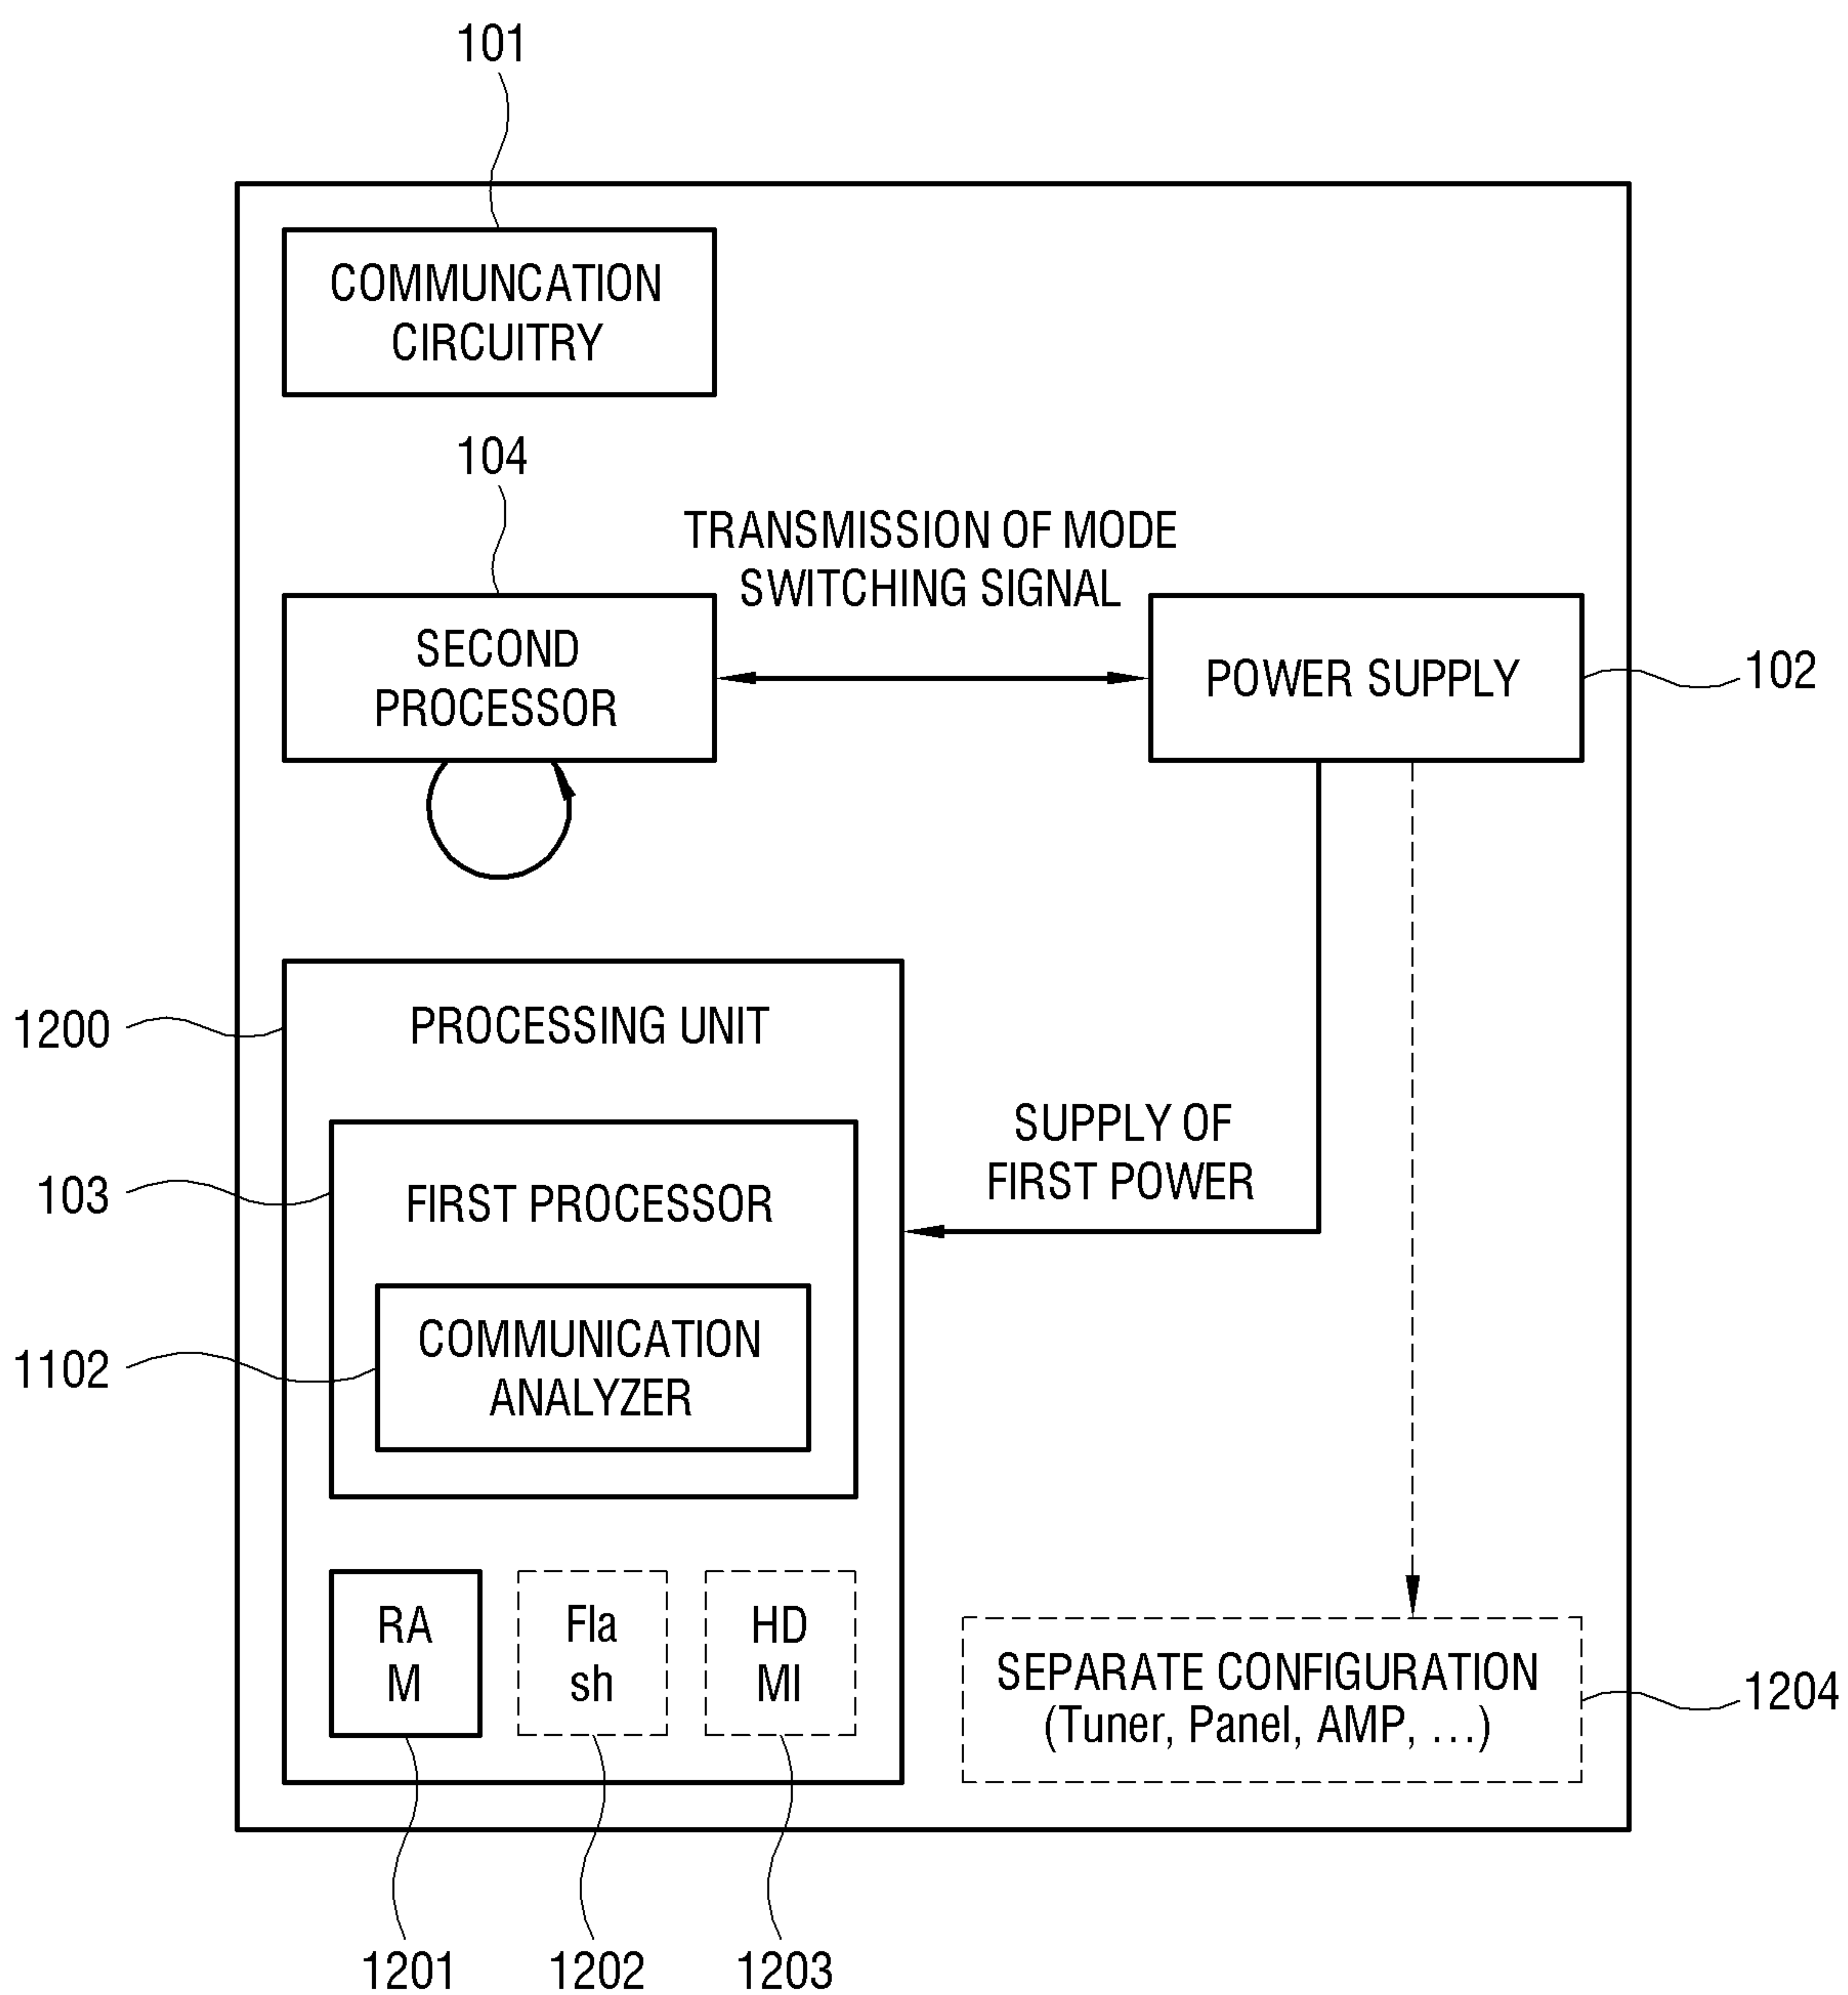 101
COMMUNCATION
CIRCUITRY
104
TRANSMISSION OF MODE
SWITCHING SIGNAL
SECOND
PROCESSOR
POWER SUPPLY
102
1200
PROCESSING UNIT
SUPPLY OF
FIRST POWER
103
FIRST PROCESSOR
1102
COMMUNICATION
ANALYZER
RA
M
Fla
sh
HD
MI
SEPARATE CONFIGURATION
(Tuner, Panel, AMP, ...)
1204
1201
1202
1203